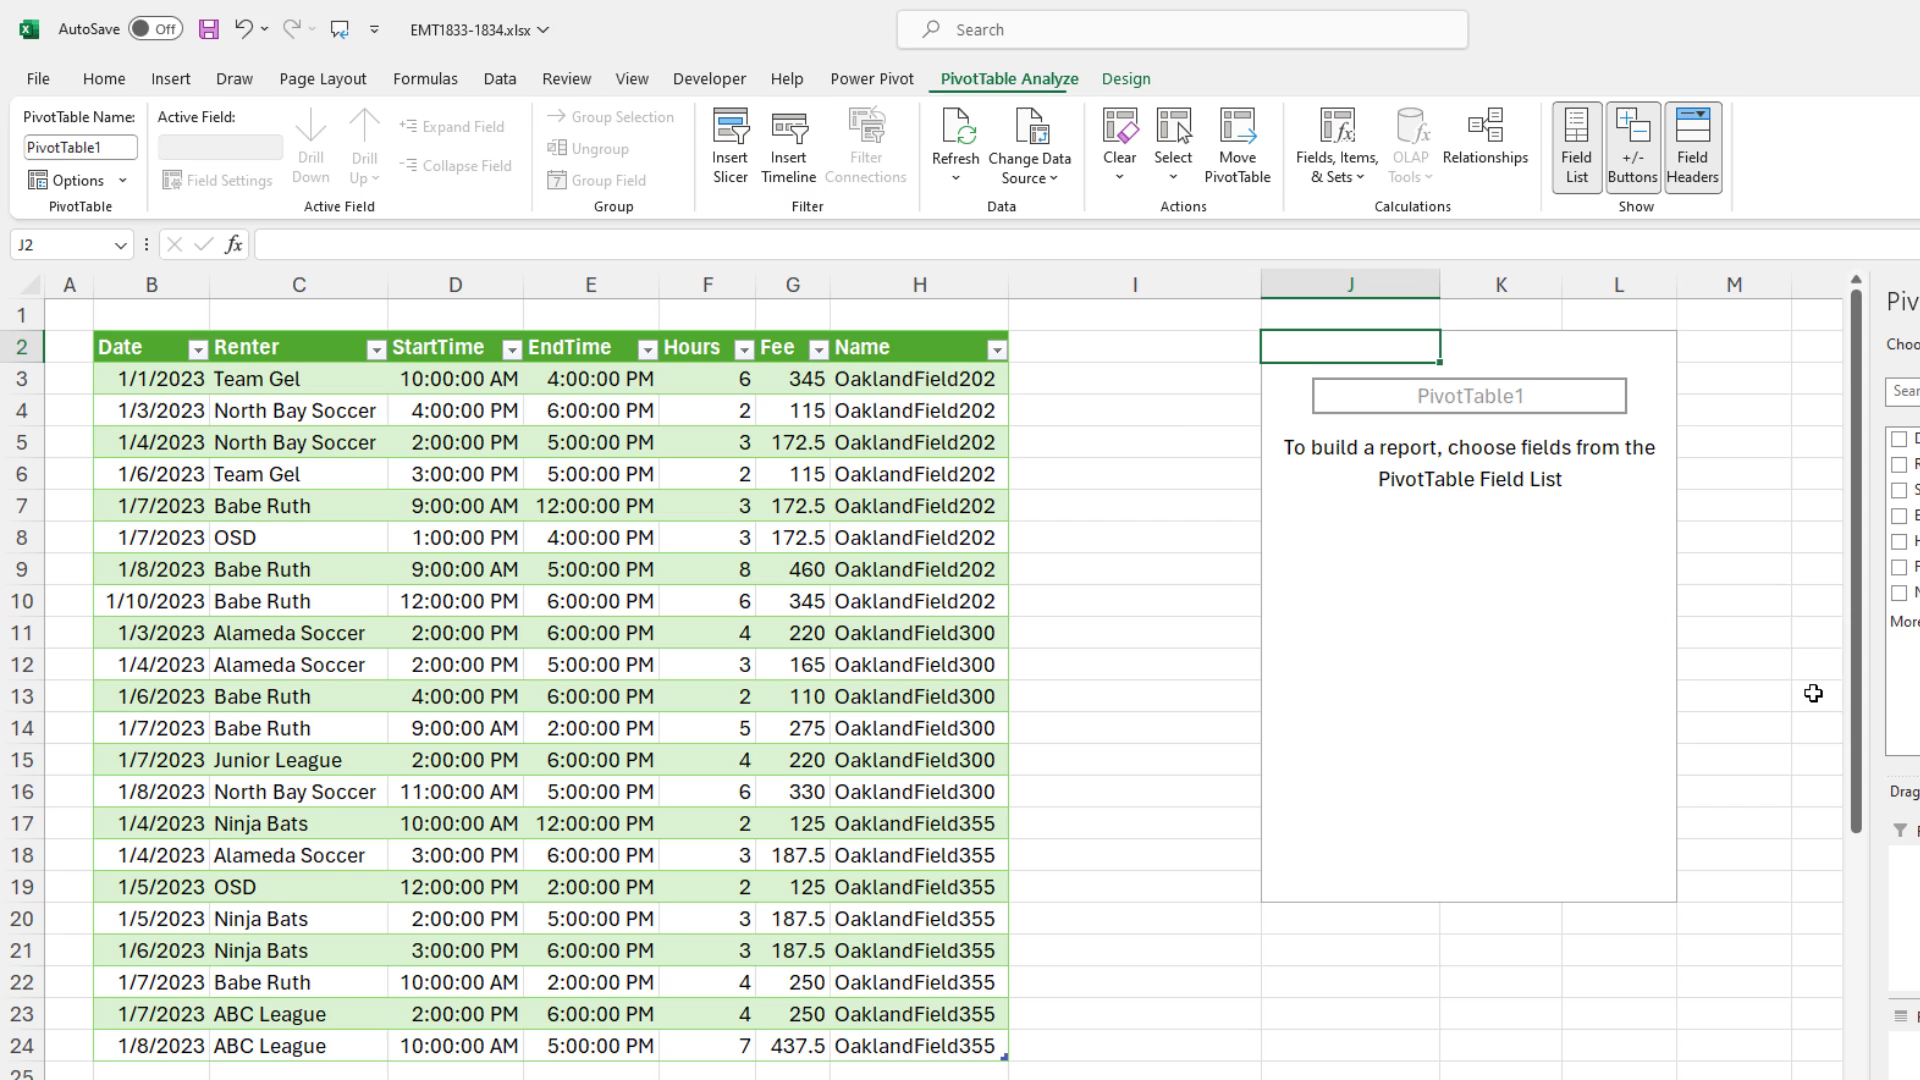 AutoSave Off EMT1833-1834.xlsx Search
File Home Insert Draw Page Layout Formulas Data Review View Developer Help Power Pivot PivotTable Analyze Design
PivotTable Name:
PivotTable1
Options
PivotTable
Active Field:
Field Settings
Drill Down
Drill Up
Expand Field
Collapse Field
Active Field
Group Selection
Ungroup
Group Field
Group
Insert Slicer
Insert Timeline
Filter Connections
Filter
Refresh
Change Data Source
Data
Clear
Select
Move PivotTable
Actions
Fields, Items, & Sets
OLAP Tools
Relationships
Calculations
Field List
+/- Buttons
Field Headers
Show
J2 fx
A B C D E F G H I J K L M
1
2 Date Renter StartTime EndTime Hours Fee Name
3 1/1/2023 Team Gel 10:00:00 AM 4:00:00 PM 6 345 OaklandField202
4 1/3/2023 North Bay Soccer 4:00:00 PM 6:00:00 PM 2 115 OaklandField202
5 1/4/2023 North Bay Soccer 2:00:00 PM 5:00:00 PM 3 172.5 OaklandField202
6 1/6/2023 Team Gel 3:00:00 PM 5:00:00 PM 2 115 OaklandField202
7 1/7/2023 Babe Ruth 9:00:00 AM 12:00:00 PM 3 172.5 OaklandField202
8 1/7/2023 OSD 1:00:00 PM 4:00:00 PM 3 172.5 OaklandField202
9 1/8/2023 Babe Ruth 9:00:00 AM 5:00:00 PM 8 460 OaklandField202
10 1/10/2023 Babe Ruth 12:00:00 PM 6:00:00 PM 6 345 OaklandField202
11 1/3/2023 Alameda Soccer 2:00:00 PM 6:00:00 PM 4 220 OaklandField300
12 1/4/2023 Alameda Soccer 2:00:00 PM 5:00:00 PM 3 165 OaklandField300
13 1/6/2023 Babe Ruth 4:00:00 PM 6:00:00 PM 2 110 OaklandField300
14 1/7/2023 Babe Ruth 9:00:00 AM 2:00:00 PM 5 275 OaklandField300
15 1/7/2023 Junior League 2:00:00 PM 6:00:00 PM 4 220 OaklandField300
16 1/8/2023 North Bay Soccer 11:00:00 AM 5:00:00 PM 6 330 OaklandField300
17 1/4/2023 Ninja Bats 10:00:00 AM 12:00:00 PM 2 125 OaklandField355
18 1/4/2023 Alameda Soccer 3:00:00 PM 6:00:00 PM 3 187.5 OaklandField355
19 1/5/2023 OSD 12:00:00 PM 2:00:00 PM 2 125 OaklandField355
20 1/5/2023 Ninja Bats 2:00:00 PM 5:00:00 PM 3 187.5 OaklandField355
21 1/6/2023 Ninja Bats 3:00:00 PM 6:00:00 PM 3 187.5 OaklandField355
22 1/7/2023 Babe Ruth 10:00:00 AM 2:00:00 PM 4 250 OaklandField355
23 1/7/2023 ABC League 2:00:00 PM 6:00:00 PM 4 250 OaklandField355
24 1/8/2023 ABC League 10:00:00 AM 5:00:00 PM 7 437.5 OaklandField355
25
PivotTable1
To build a report, choose fields from the
PivotTable Field List
Piv
Choo
Sear
More
Drag